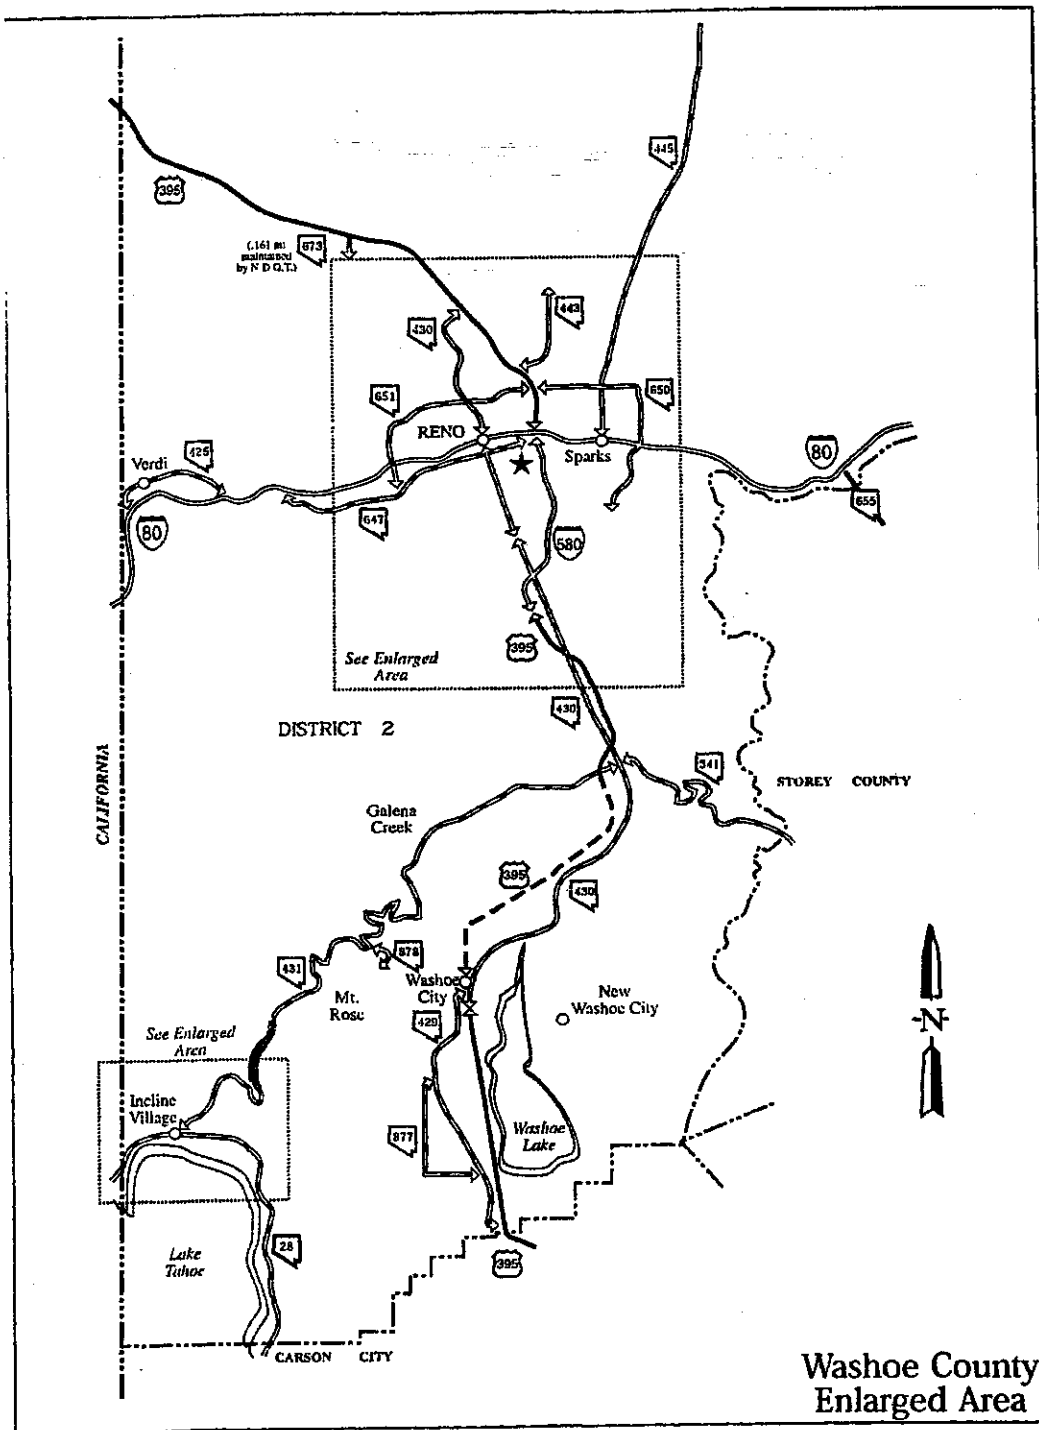 445
395
(.161 mi
maintained
by N D O.T.)
673
443
430
651
650
RENO
Sparks
Verdi
425
80
80
655
647
580
395
See Enlarged
Area
430
DISTRICT 2
CALIFORNIA
341
STOREY COUNTY
Galena
Creek
395
430
878
431
Washoe
City
Mt.
Rose
New
Washoe City
N
429
See Enlarged
Area
Incline
Village
877
Washoe
Lake
28
Lake
Tahoe
395
CARSON CITY
Washoe County
Enlarged Area